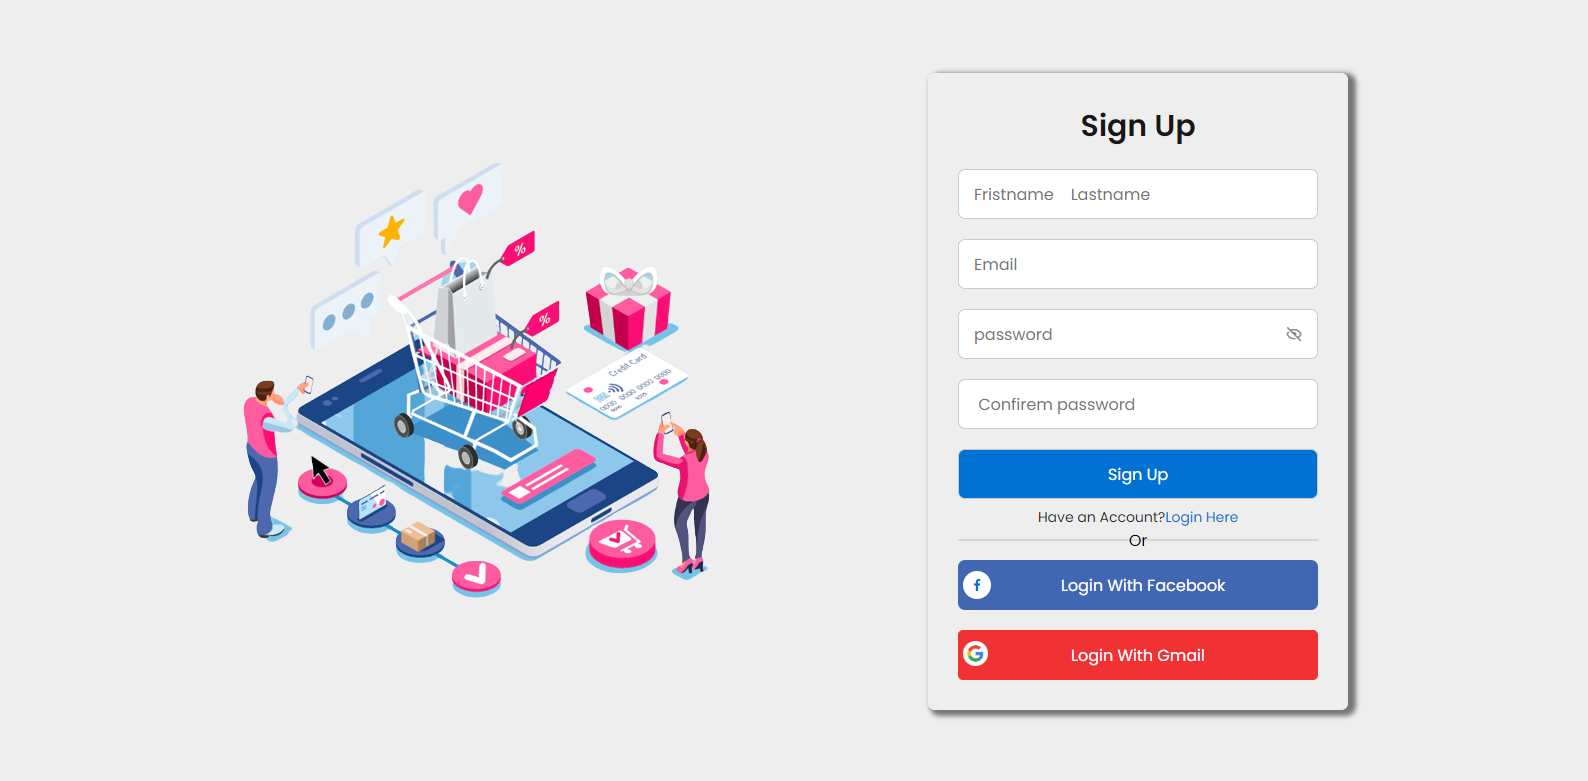 Sign Up
Fristname Lastname
Email
password
Confirem password
Sign Up
Have an Account?Login Here
Or
Login With Facebook
Login With Gmail
%
%
Credit Card
0000 0000 0000 0000